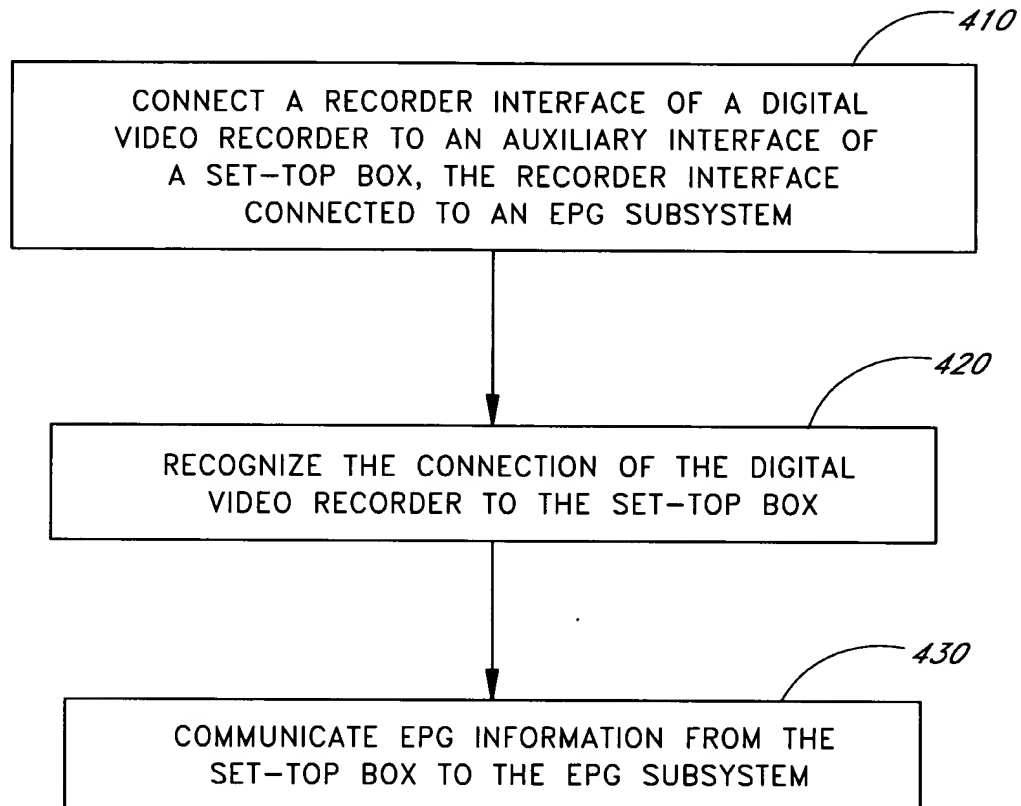 410
CONNECT A RECORDER INTERFACE OF A DIGITAL
VIDEO RECORDER TO AN AUXILIARY INTERFACE OF
A SET-TOP BOX, THE RECORDER INTERFACE
CONNECTED TO AN EPG SUBSYSTEM
420
RECOGNIZE THE CONNECTION OF THE DIGITAL
VIDEO RECORDER TO THE SET-TOP BOX
430
COMMUNICATE EPG INFORMATION FROM THE
SET-TOP BOX TO THE EPG SUBSYSTEM